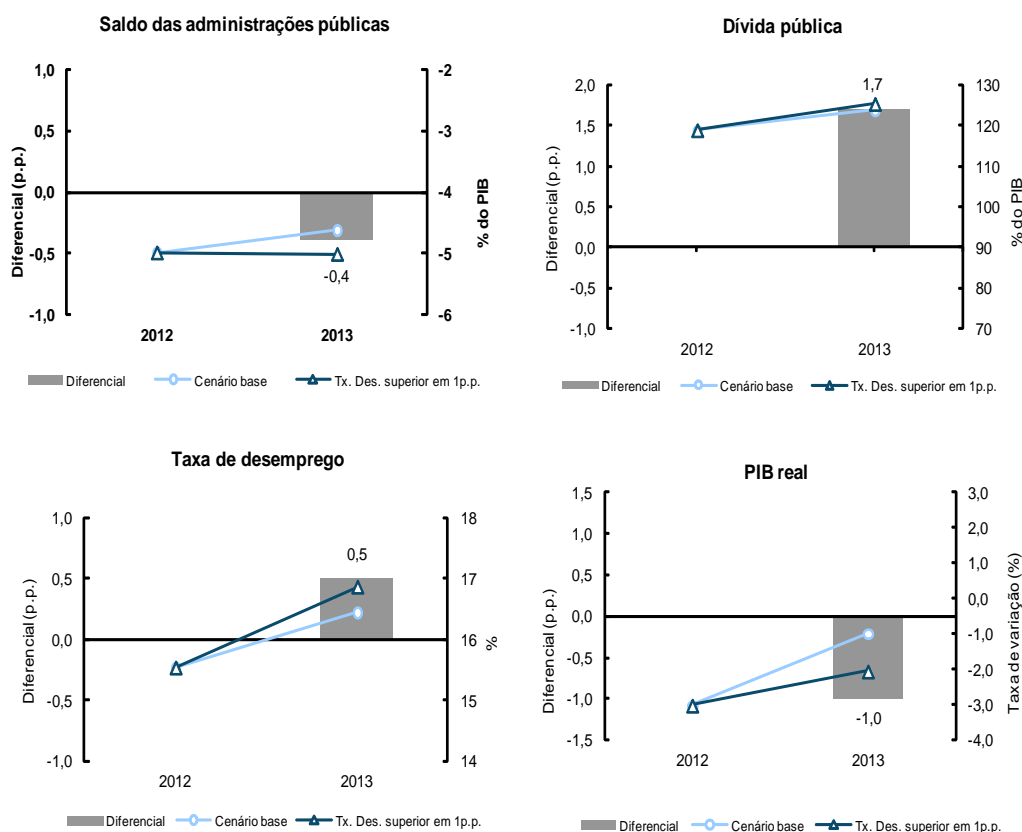 Saldo das administrações públicas
1,0
0,5
0,0
-0,5
-1,0
Diferencial (p.p.)
-2
-3
-4
-5
-6
% do PIB
-0,4
2012
2013
Diferencial
Cenário base
Tx. Des. superior em 1p.p.
Dívida pública
2,0
1,5
1,0
0,5
0,0
-0,5
-1,0
Diferencial (p.p.)
130
120
110
100
90
80
70
% do PIB
1,7
2012
2013
Diferencial
Cenário base
Tx. Des. superior em 1p.p.
Taxa de desemprego
1,0
0,5
0,0
-0,5
-1,0
Diferencial (p.p.)
18
17
16
15
14
%
0,5
2012
2013
Diferencial
Cenário base
Tx. Des. superior em 1p.p.
PIB real
1,5
1,0
0,5
0,0
-0,5
-1,0
-1,5
Diferencial (p.p.)
3,0
2,0
1,0
0,0
-1,0
-2,0
-3,0
-4,0
Taxa de variação (%)
-1,0
2012
2013
Diferencial
Cenário base
Tx. Des. superior em 1p.p.